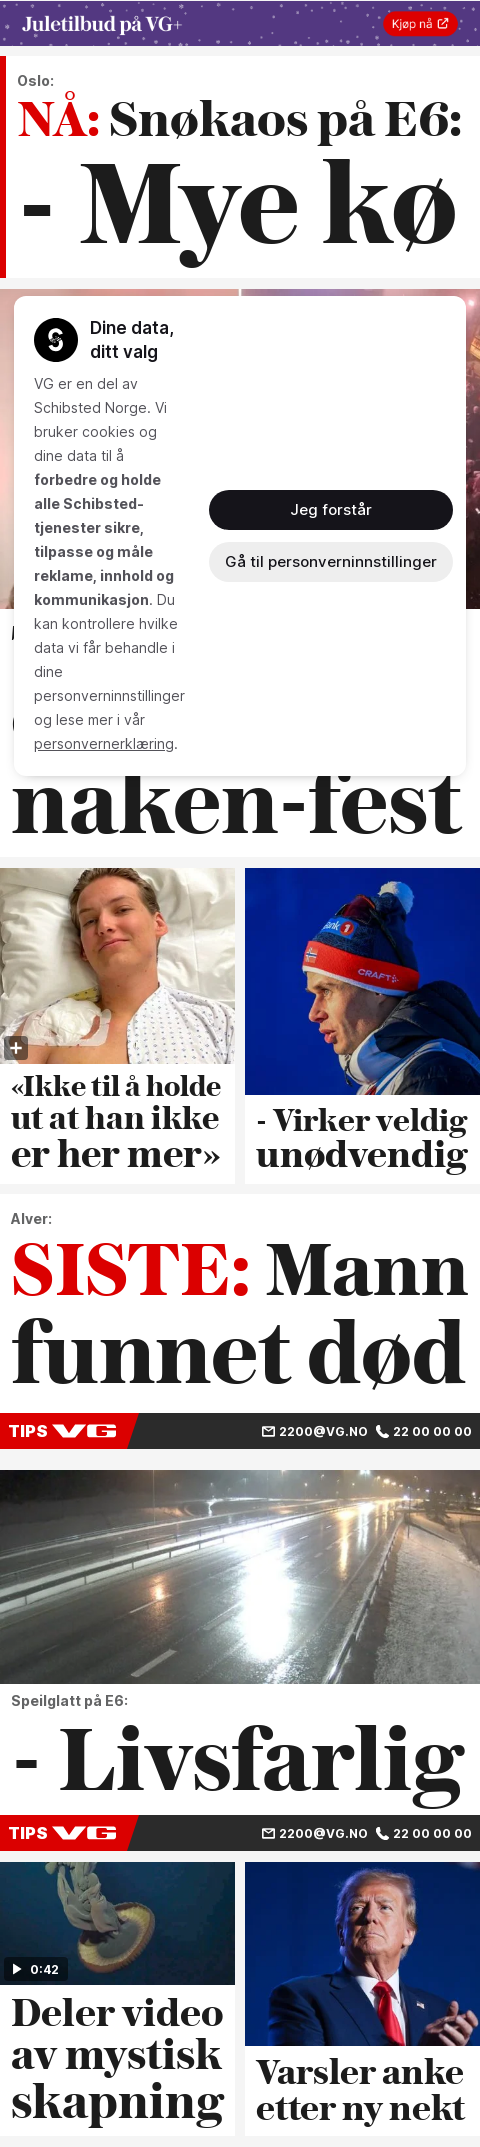 Juletilbud på VG+
Kjøp nå
Oslo:
NÅ: Snøkaos på E6:
- Mye kø
Dine data,
ditt valg
VG er en del av
Schibsted Norge. Vi
bruker cookies og
dine data til å
forbedre og holde
alle Schibsted-
tjenester sikre,
tilpasse og måle
reklame, innhold og
kommunikasjon. Du
kan kontrollere hvilke
data vi får behandle i
dine
personverninnstillinger
og lese mer i vår
personvernerklæring.
Jeg forstår
Gå til personverninnstillinger
naken-fest
«Ikke til å holde
ut at han ikke
er her mer»
CRAFT
- Virker veldig
unødvendig
Alver:
SISTE: Mann
funnet død
TIPS VG 2200@VG.NO 22 00 00 00
Speilglatt på E6:
- Livsfarlig
TIPS VG 2200@VG.NO 22 00 00 00
0:42
Deler video
av mystisk
skapning
Varsler anke
etter ny nekt